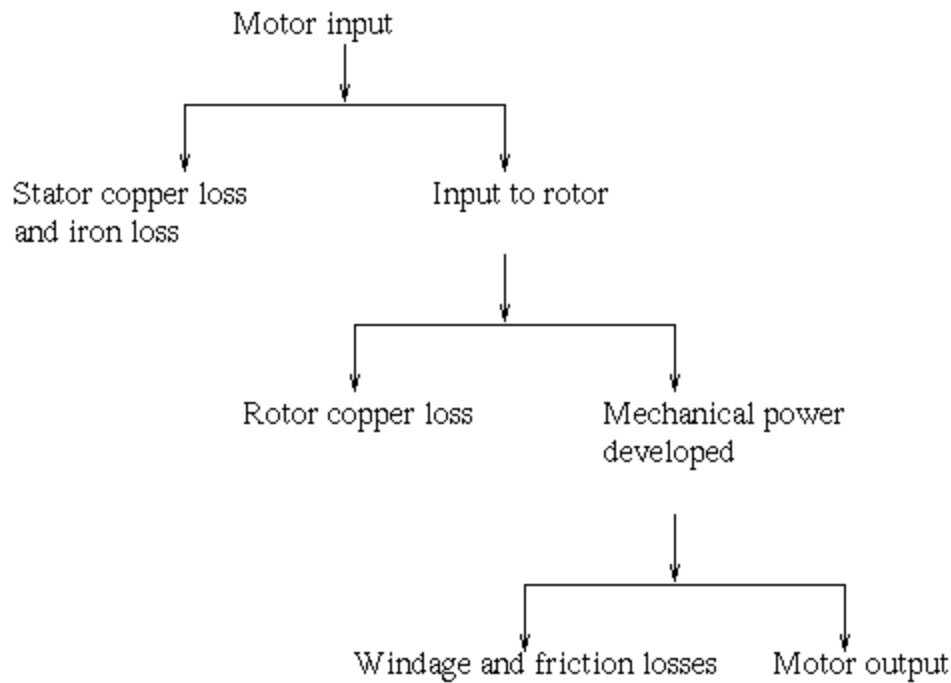 Motor input
Stator copper loss
and iron loss
Input to rotor
Rotor copper loss
Mechanical power
developed
Windage and friction losses
Motor output